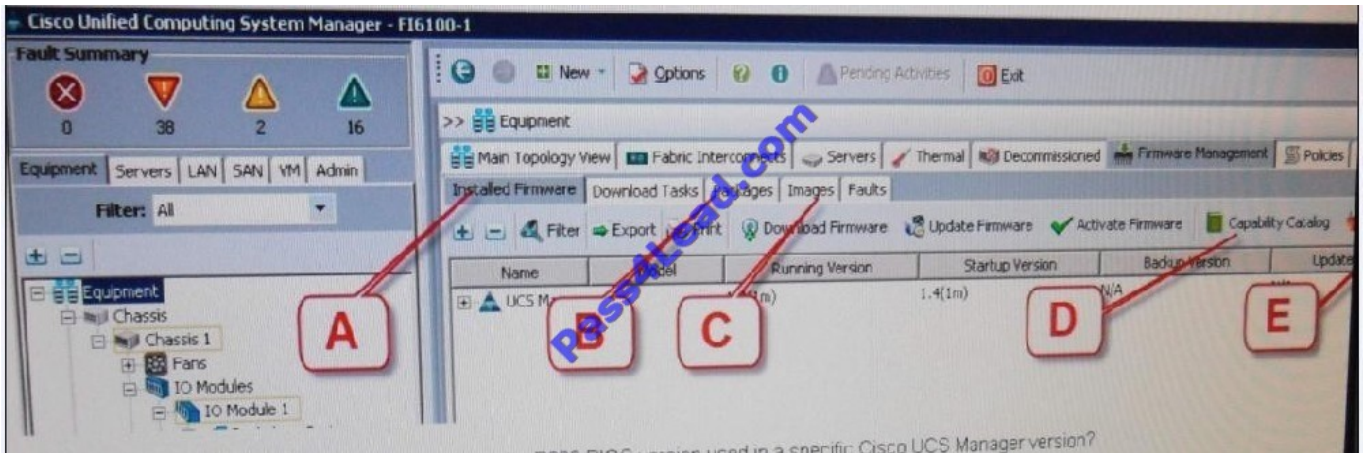 Cisco Unified Computing System Manager - FI6100-1
Fault Summary
0 38 2 16
New Options Pending Activities Exit
>> Equipment
Main Topology View Fabric Interconnects Servers Thermal Decommissioned Firmware Management Policies
Equipment Servers LAN SAN VM Admin
Installed Firmware Download Tasks Packages Images Faults
Filter: All
Filter Export Print Download Firmware Update Firmware Activate Firmware Capability Catalog
Name Model Running Version Startup Version Backup Version Update
UCS M 1.4(1m) N/A
Equipment
Chassis
Chassis 1
Fans
IO Modules
IO Module 1
A
B
C
D
E
Pass4Lead.com
BIOS version used in a specific Cisco UCS Manager version?